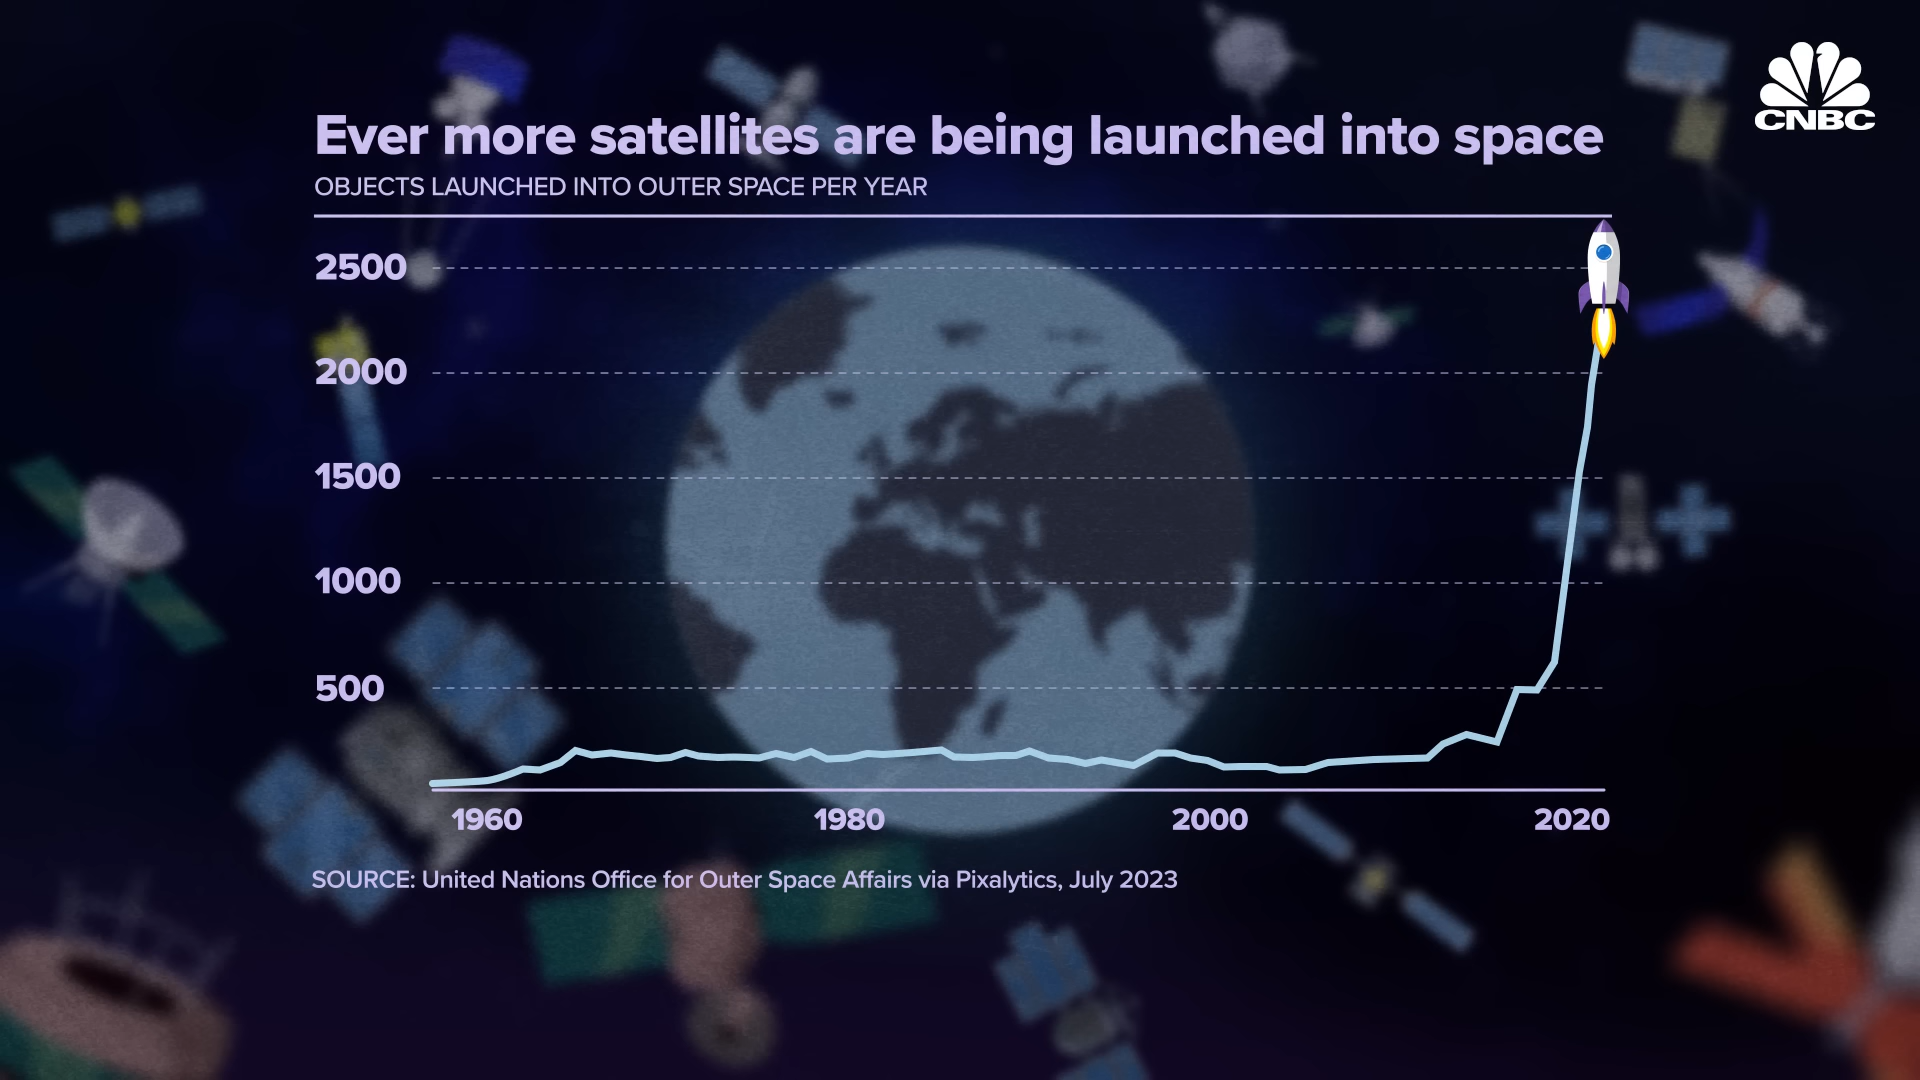 CNBC
Ever more satellites are being launched into space
OBJECTS LAUNCHED INTO OUTER SPACE PER YEAR
2500
2000
1500
1000
500
1960 1980 2000 2020
SOURCE: United Nations Office for Outer Space Affairs via Pixalytics, July 2023